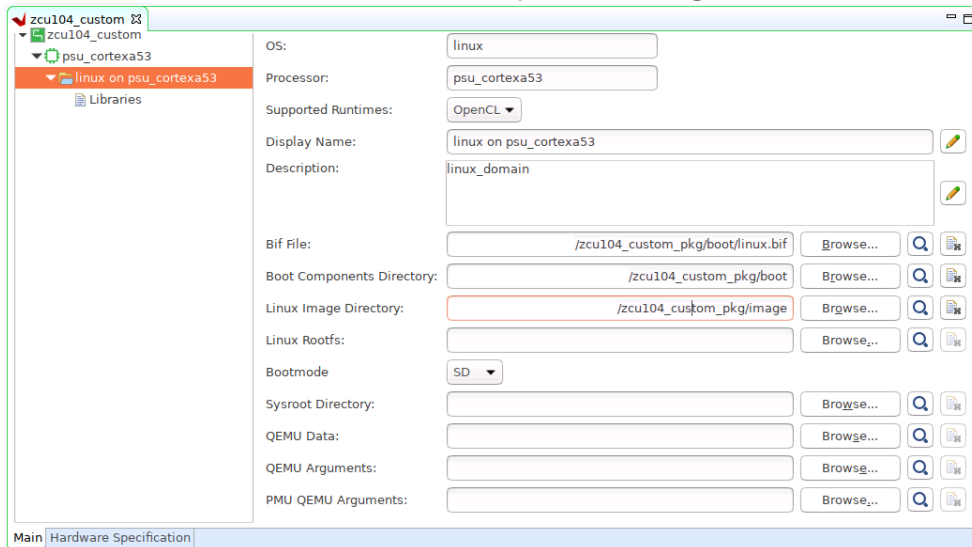 zcu104_custom
zcu104_custom
psu_cortexa53
linux on psu_cortexa53
Libraries
OS: linux
Processor: psu_cortexa53
Supported Runtimes: OpenCL
Display Name: linux on psu_cortexa53
Description: linux_domain
Bif File: /zcu104_custom_pkg/boot/linux.bif Browse...
Boot Components Directory: /zcu104_custom_pkg/boot Browse...
Linux Image Directory: /zcu104_custom_pkg/image Browse...
Linux Rootfs: Browse...
Bootmode SD
Sysroot Directory: Browse...
QEMU Data: Browse...
QEMU Arguments: Browse...
PMU QEMU Arguments: Browse...
Main Hardware Specification